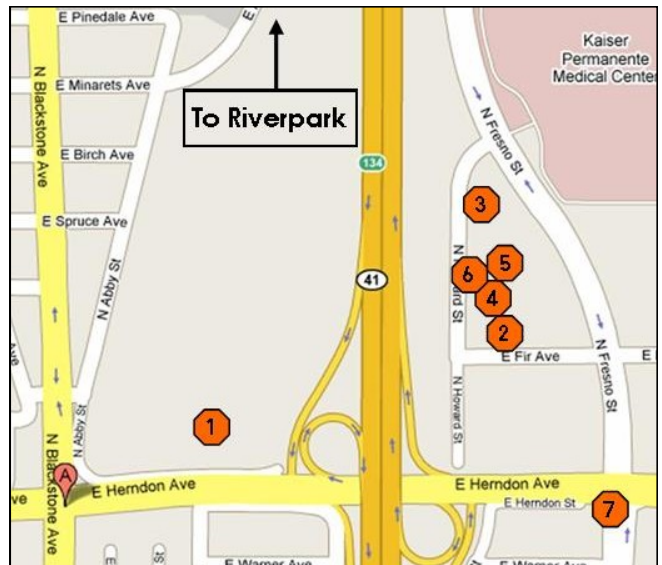 E Pinedale Ave
E
Kaiser
Permanente
Medical Center
N Blackstone Ave
E Minarets Ave
To Riverpark
N Fresno St
E Birch Ave
134
3
E Spruce Ave
N Abby St
41
6
5
4
2
N Howard St
E Fir Ave
E
N Fresno St
N Abby St
N Howard St
1
N Blackstone Ave
A
ve
E Herndon Ave
E Herndon Ave
E Herndon St
7
E Warner Ave
E Warner Ave